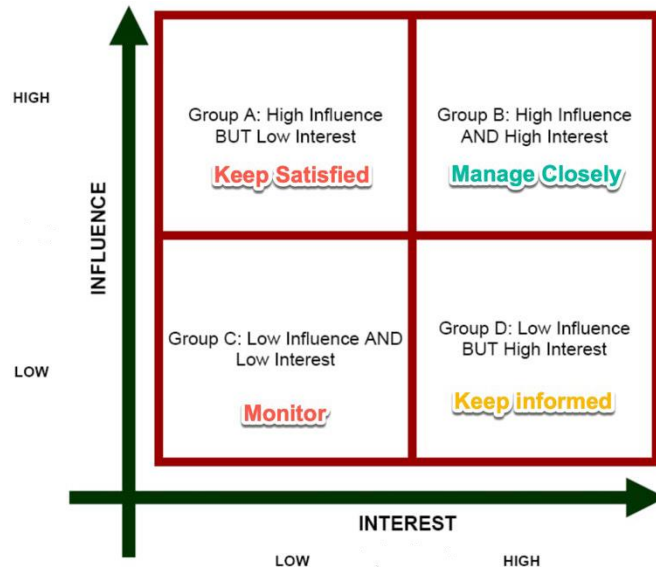 HIGH
Group A: High Influence
BUT Low Interest
Keep Satisfied
Group B: High Influence
AND High Interest
Manage Closely
INFLUENCE
LOW
Group C: Low Influence AND
Low Interest
Monitor
Group D: Low Influence
BUT High Interest
Keep informed
INTEREST
LOW
HIGH